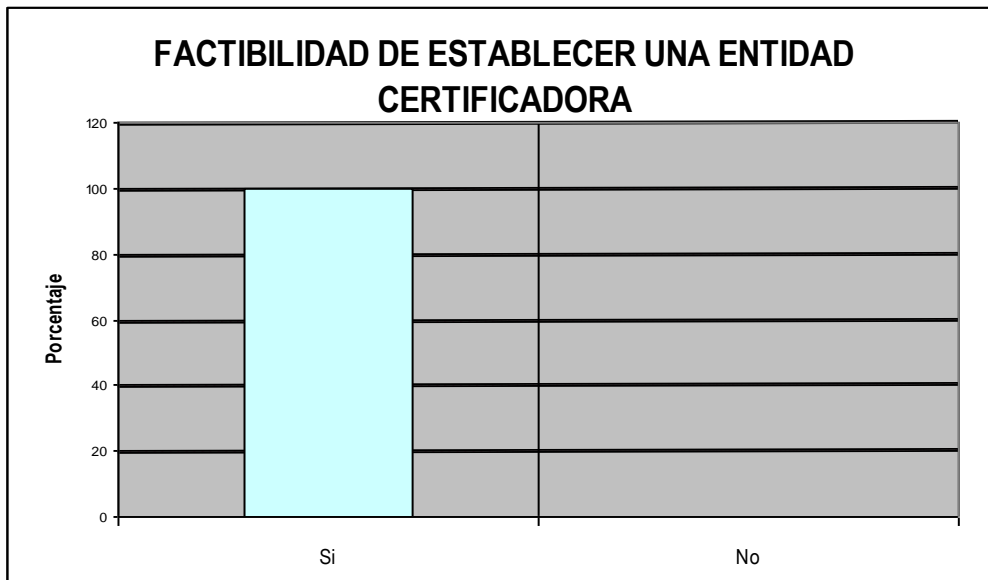 FACTIBILIDAD DE ESTABLECER UNA ENTIDAD
CERTIFICADORA
120
100
80
60
40
20
0
Porcentaje
Si
No